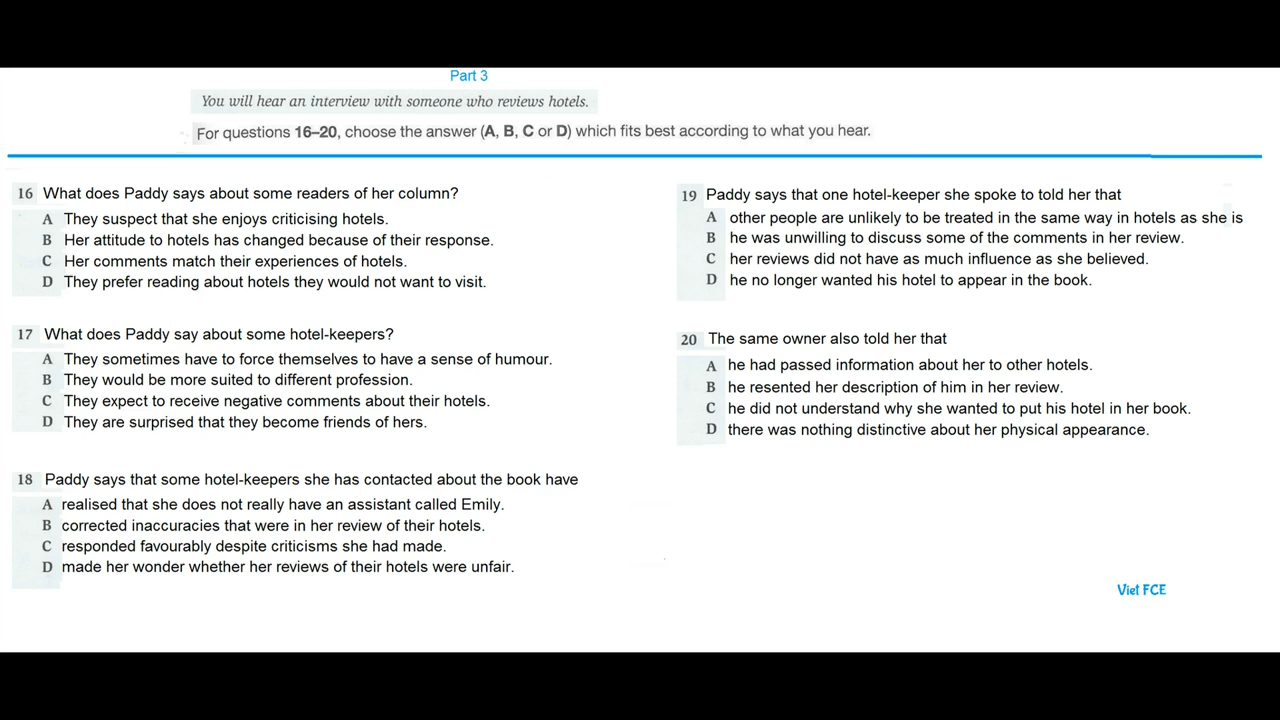 Part 3
You will hear an interview with someone who reviews hotels.
For questions 16–20, choose the answer (A, B, C or D) which fits best according to what you hear.
16 What does Paddy says about some readers of her column?
A They suspect that she enjoys criticising hotels.
B Her attitude to hotels has changed because of their response.
C Her comments match their experiences of hotels.
D They prefer reading about hotels they would not want to visit.
17 What does Paddy say about some hotel-keepers?
A They sometimes have to force themselves to have a sense of humour.
B They would be more suited to different profession.
C They expect to receive negative comments about their hotels.
D They are surprised that they become friends of hers.
18 Paddy says that some hotel-keepers she has contacted about the book have
A realised that she does not really have an assistant called Emily.
B corrected inaccuracies that were in her review of their hotels.
C responded favourably despite criticisms she had made.
D made her wonder whether her reviews of their hotels were unfair.
19 Paddy says that one hotel-keeper she spoke to told her that
A other people are unlikely to be treated in the same way in hotels as she is
B he was unwilling to discuss some of the comments in her review.
C her reviews did not have as much influence as she believed.
D he no longer wanted his hotel to appear in the book.
20 The same owner also told her that
A he had passed information about her to other hotels.
B he resented her description of him in her review.
C he did not understand why she wanted to put his hotel in her book.
D there was nothing distinctive about her physical appearance.
Viet FCE